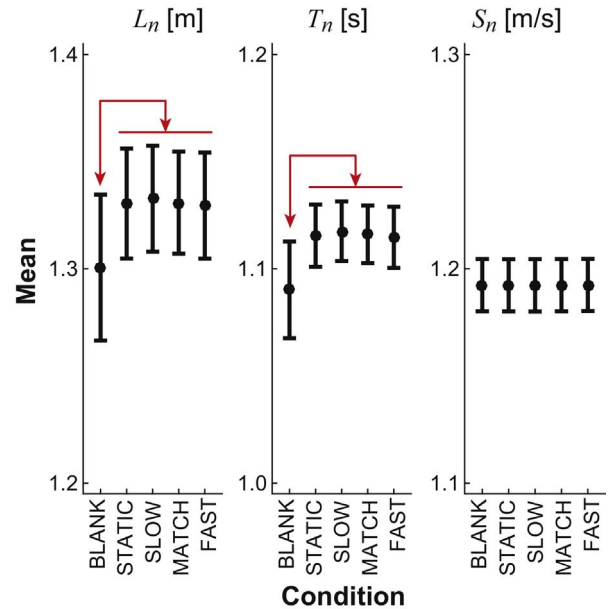 Lₙ [m]
Tₙ [s]
Sₙ [m/s]
Mean
1.4
1.3
1.2
BLANK
STATIC
SLOW
MATCH
FAST
1.2
1.1
1.0
BLANK
STATIC
SLOW
MATCH
FAST
1.3
1.2
1.1
BLANK
STATIC
SLOW
MATCH
FAST
Condition